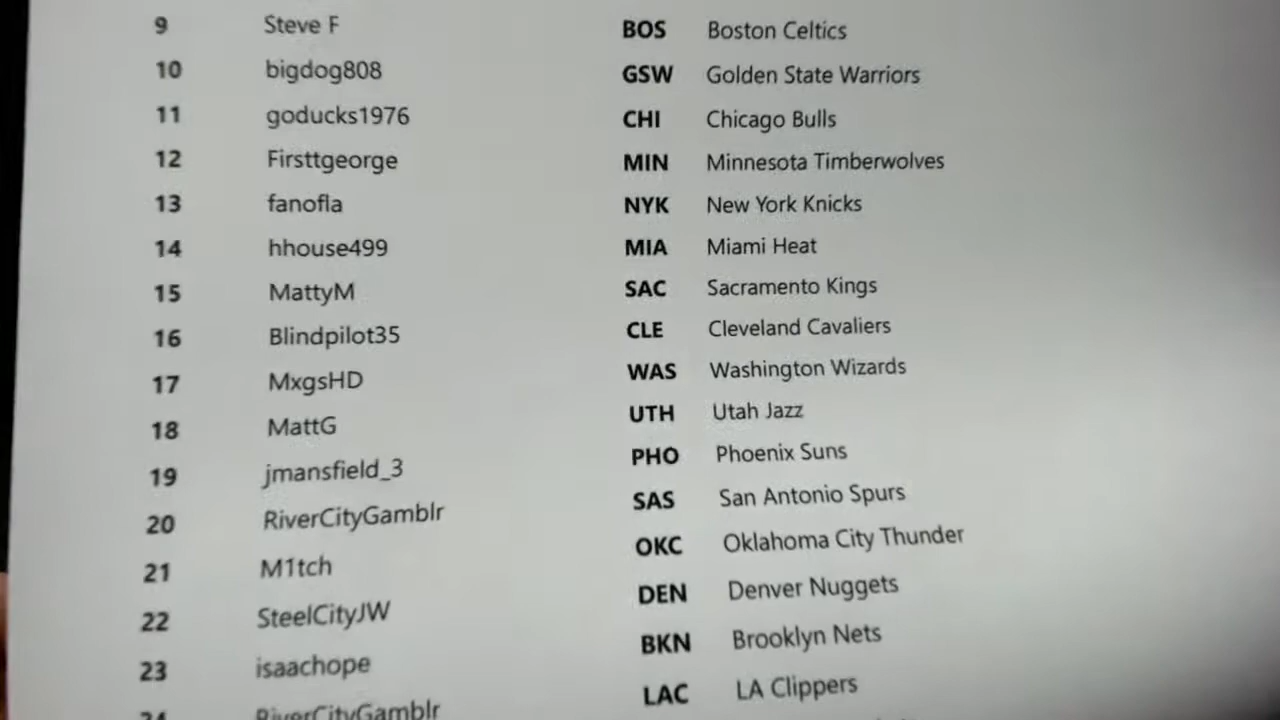 9 Steve F BOS Boston Celtics
10 bigdog808 GSW Golden State Warriors
11 goducks1976 CHI Chicago Bulls
12 Firsttgeorge MIN Minnesota Timberwolves
13 fanofla NYK New York Knicks
14 hhouse499 MIA Miami Heat
15 MattyM SAC Sacramento Kings
16 Blindpilot35 CLE Cleveland Cavaliers
17 MxgsHD WAS Washington Wizards
18 MattG UTH Utah Jazz
19 jmansfield_3 PHO Phoenix Suns
20 RiverCityGamblr SAS San Antonio Spurs
21 M1tch OKC Oklahoma City Thunder
22 SteelCityJW DEN Denver Nuggets
23 isaachope BKN Brooklyn Nets
24 RiverCityGamblr LAC LA Clippers